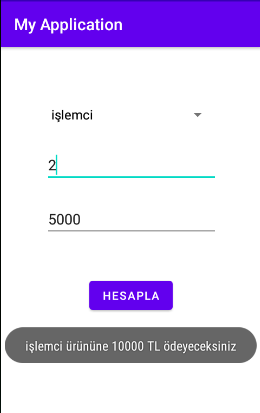 My Application
işlemci
2
5000
HESAPLA
işlemci ürününe 10000 TL ödeyeceksiniz